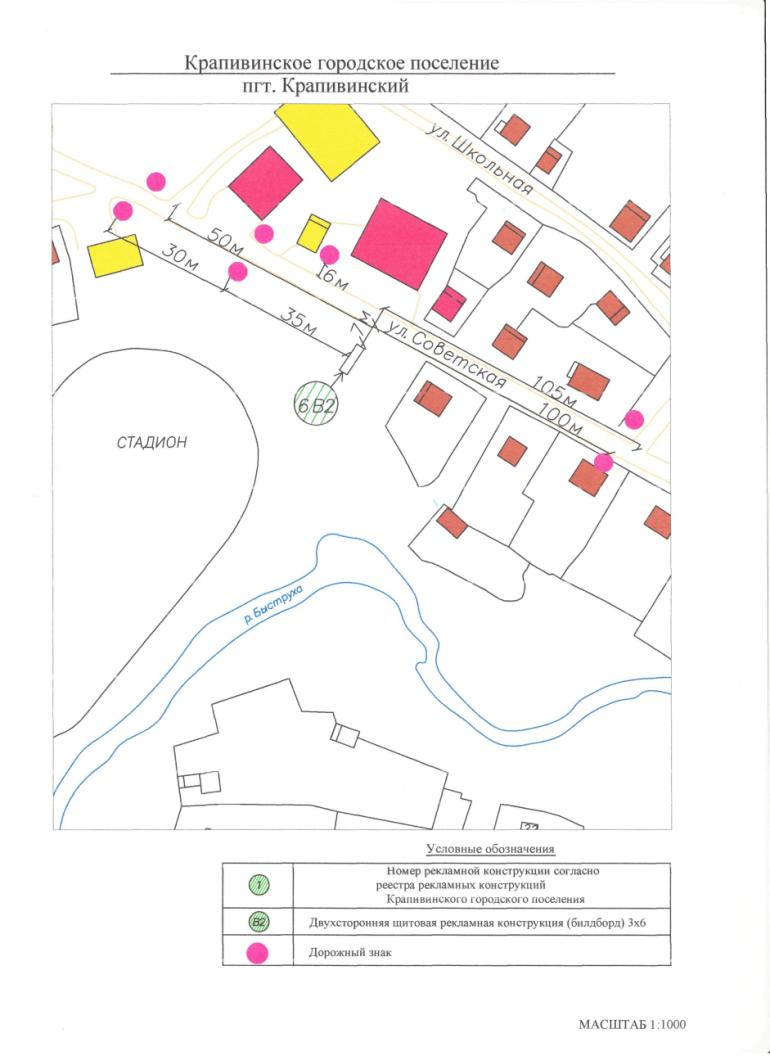 Крапивинское городское поселение
пгт. Крапивинский
ул. Школьная
50м
30м
16м
35м
7м
ул. Советская
6 В2
105м
100м
СТАДИОН
р. Быструха
Условные обозначения
1
Номер рекламной конструкции согласно
реестра рекламных конструкций
Крапивинского городского поселения
В2
Двухсторонняя щитовая рекламная конструкция (билборд) 3х6
Дорожный знак
МАСШТАБ 1:1000